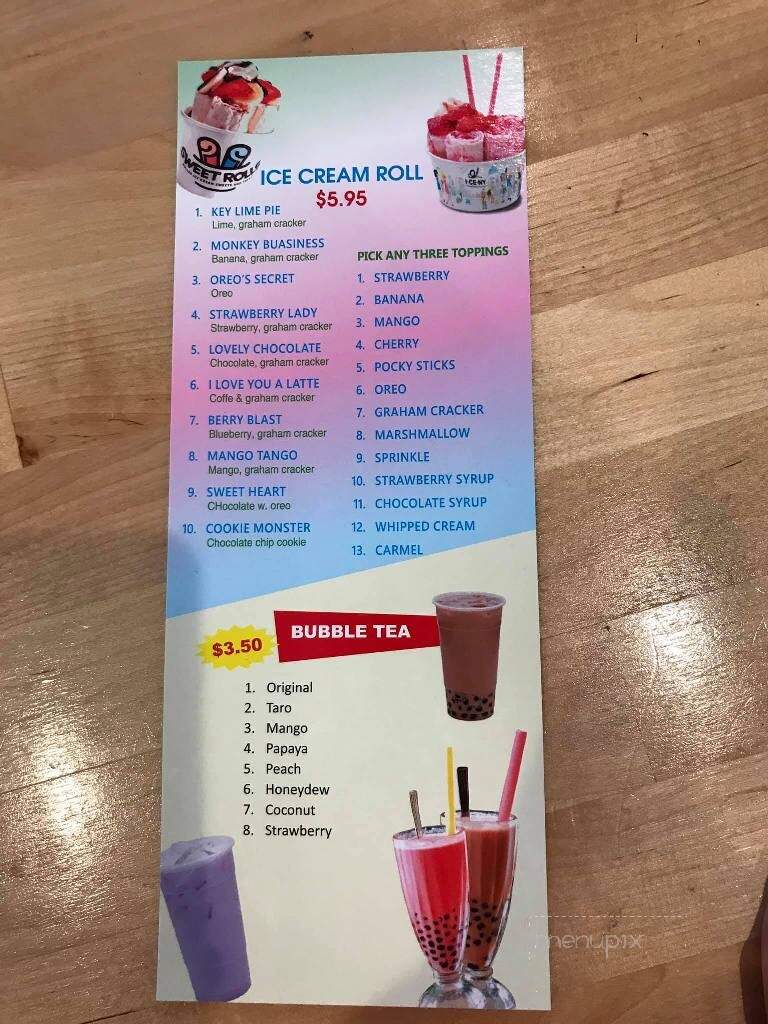 SWEET ROLLS
I-CE-NY
ICE CREAM ROLL
$5.95
1. KEY LIME PIE
Lime, graham cracker
2. MONKEY BUASINESS
Banana, graham cracker
3. OREO'S SECRET
Oreo
4. STRAWBERRY LADY
Strawberry, graham cracker
5. LOVELY CHOCOLATE
Chocolate, graham cracker
6. I LOVE YOU A LATTE
Coffe & graham cracker
7. BERRY BLAST
Blueberry, graham cracker
8. MANGO TANGO
Mango, graham cracker
9. SWEET HEART
CHocolate w. oreo
10. COOKIE MONSTER
Chocolate chip cookie
PICK ANY THREE TOPPINGS
1. STRAWBERRY
2. BANANA
3. MANGO
4. CHERRY
5. POCKY STICKS
6. OREO
7. GRAHAM CRACKER
8. MARSHMALLOW
9. SPRINKLE
10. STRAWBERRY SYRUP
11. CHOCOLATE SYRUP
12. WHIPPED CREAM
13. CARMEL
$3.50
BUBBLE TEA
1. Original
2. Taro
3. Mango
4. Papaya
5. Peach
6. Honeydew
7. Coconut
8. Strawberry
menupix